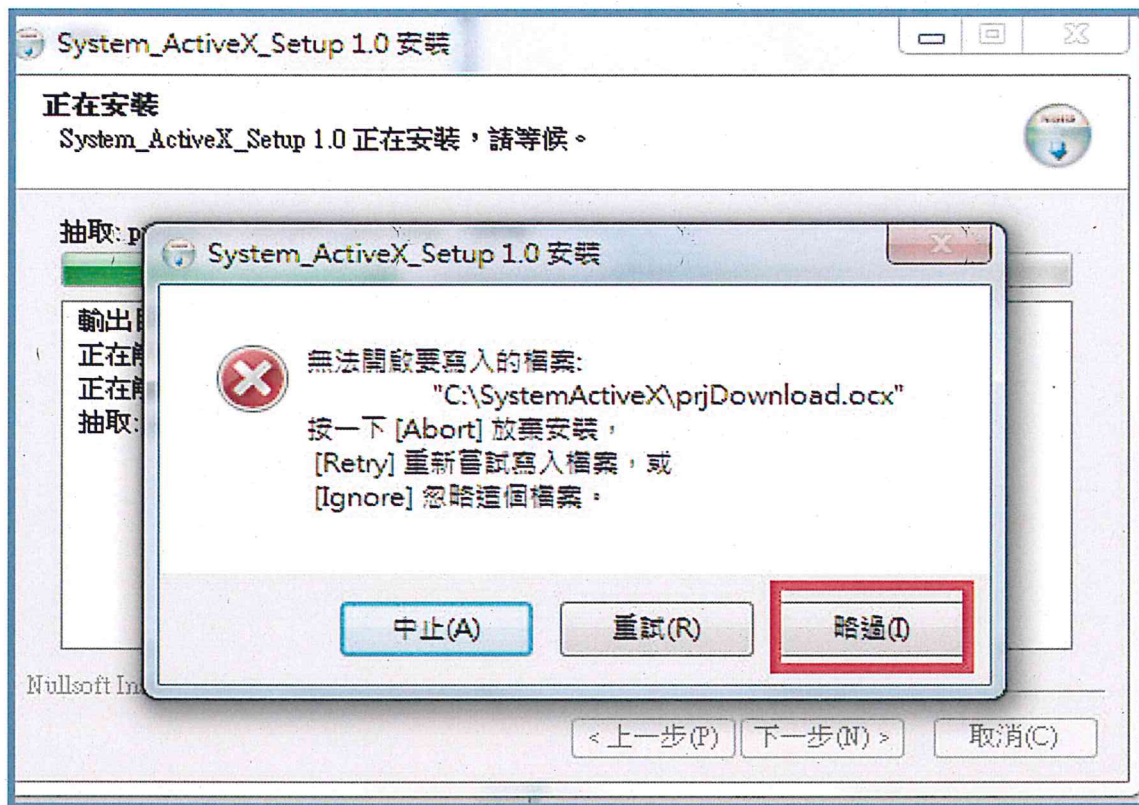 System_ActiveX_Setup 1.0 安裝
正在安裝
System_ActiveX_Setup 1.0 正在安裝，請等候。
抽取: p
System_ActiveX_Setup 1.0 安裝
輸出
正在
正在
抽取:
無法開啟要寫入的檔案:
"C:\SystemActiveX\prjDownload.ocx"
按一下 [Abort] 放棄安裝，
[Retry] 重新嘗試寫入檔案，或
[Ignore] 忽略這個檔案。
中止(A)
重試(R)
略過(I)
Nullsoft In
< 上一步(P)
下一步(N) >
取消(C)